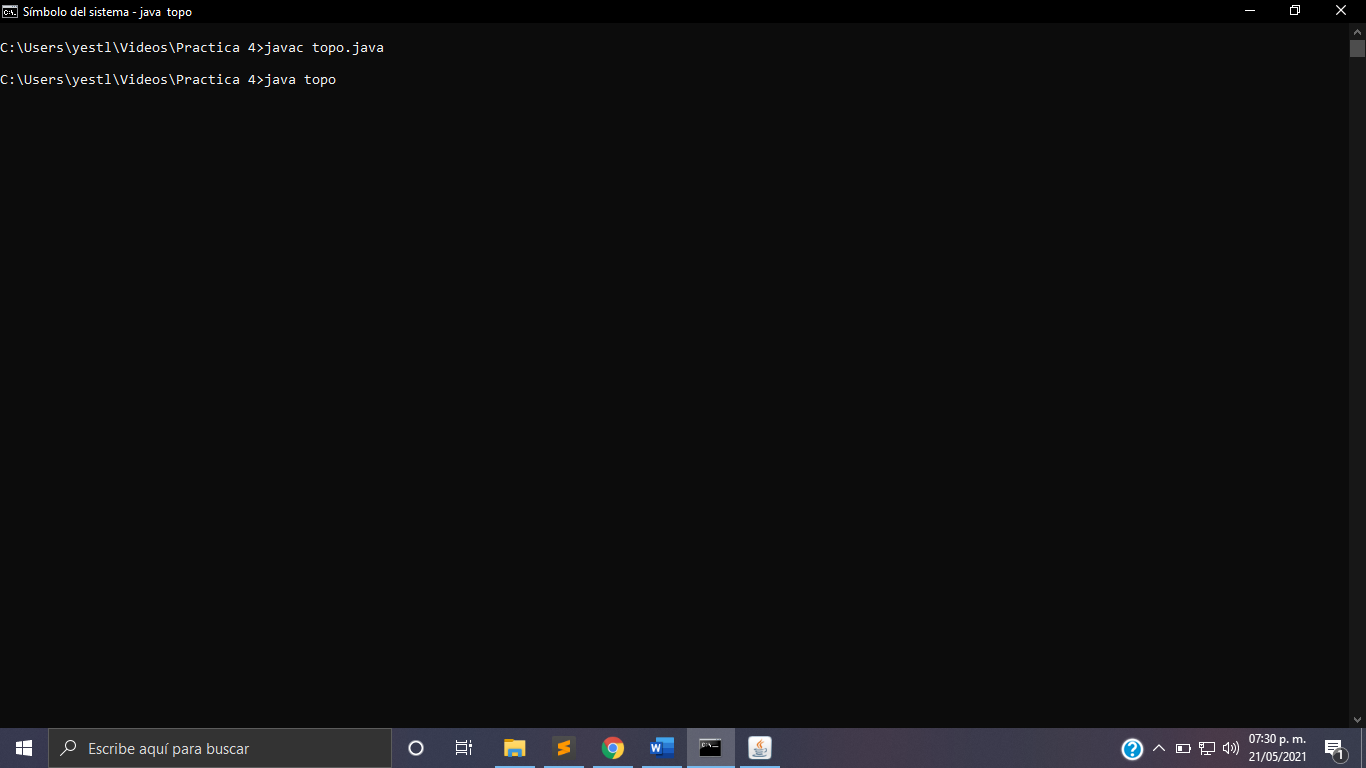 Símbolo del sistema - java  topo
C:\Users\yestl\Videos\Practica 4>javac topo.java
C:\Users\yestl\Videos\Practica 4>java topo
Escribe aquí para buscar
07:30 p. m.
21/05/2021
1